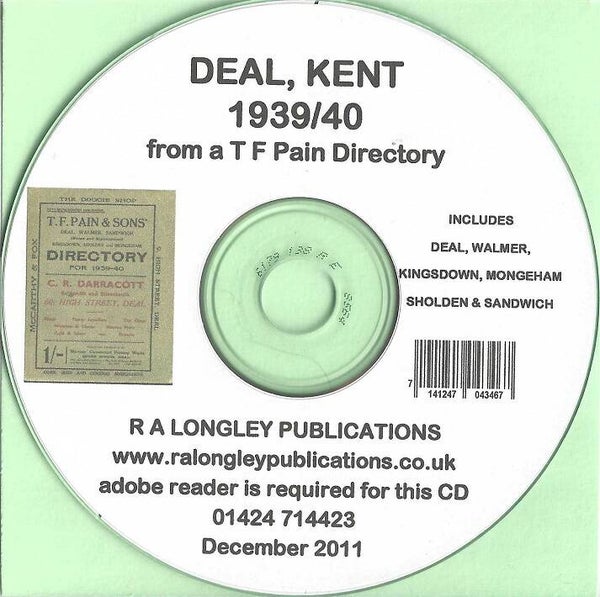 DEAL, KENT
1939/40
from a T F Pain Directory
THE DOGGIE SHOP
T. F. PAIN & SONS'
DEAL, WALMER, SANDWICH
KINGSDOWN, SHOLDEN and MONGEHAM
DIRECTORY
FOR 1939-40
C. R. DARRACOTT
HIGH STREET, DEAL
1/-
McCARTHY & FOX
HIGH STREET, DEAL
INCLUDES
DEAL, WALMER,
KINGSDOWN, MONGEHAM
SHOLDEN & SANDWICH
7 141247 043467
R A LONGLEY PUBLICATIONS
www.ralongleypublications.co.uk
adobe reader is required for this CD
01424 714423
December 2011